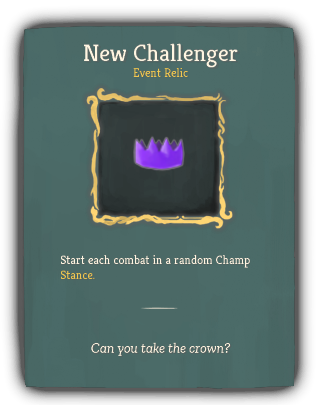 New Challenger
Event Relic
Start each combat in a random Champ
Stance.
Can you take the crown?